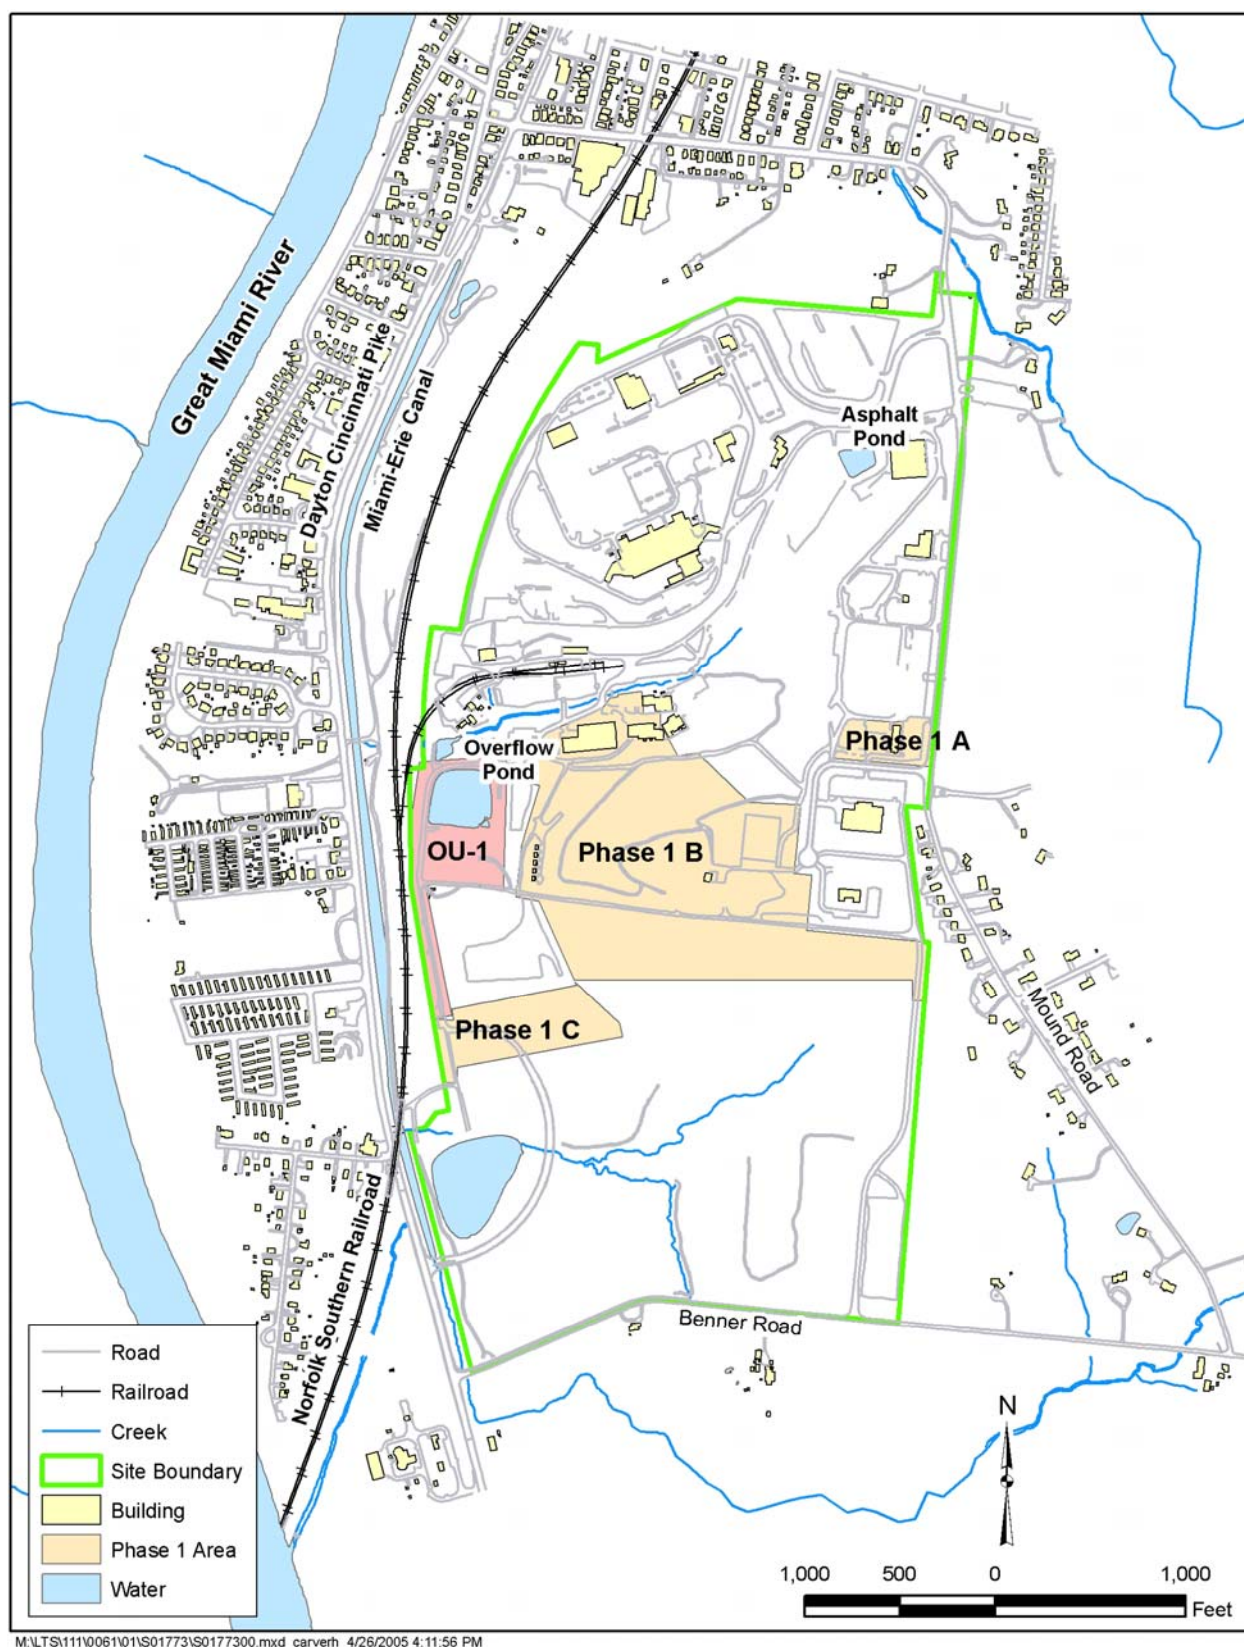 Great Miami River
Dayton Cincinnati Pike
Miami-Erie Canal
Asphalt
Pond
Phase 1 A
Overflow
Pond
OU-1
Phase 1 B
Phase 1 C
Mound Road
Norfolk Southern Railroad
Benner Road
Road
Railroad
Creek
Site Boundary
Building
Phase 1 Area
Water
N
1,000 500 0 1,000
Feet
M:\LTS\111\0061\01\S01773\S0177300.mxd carverh 4/26/2005 4:11:56 PM